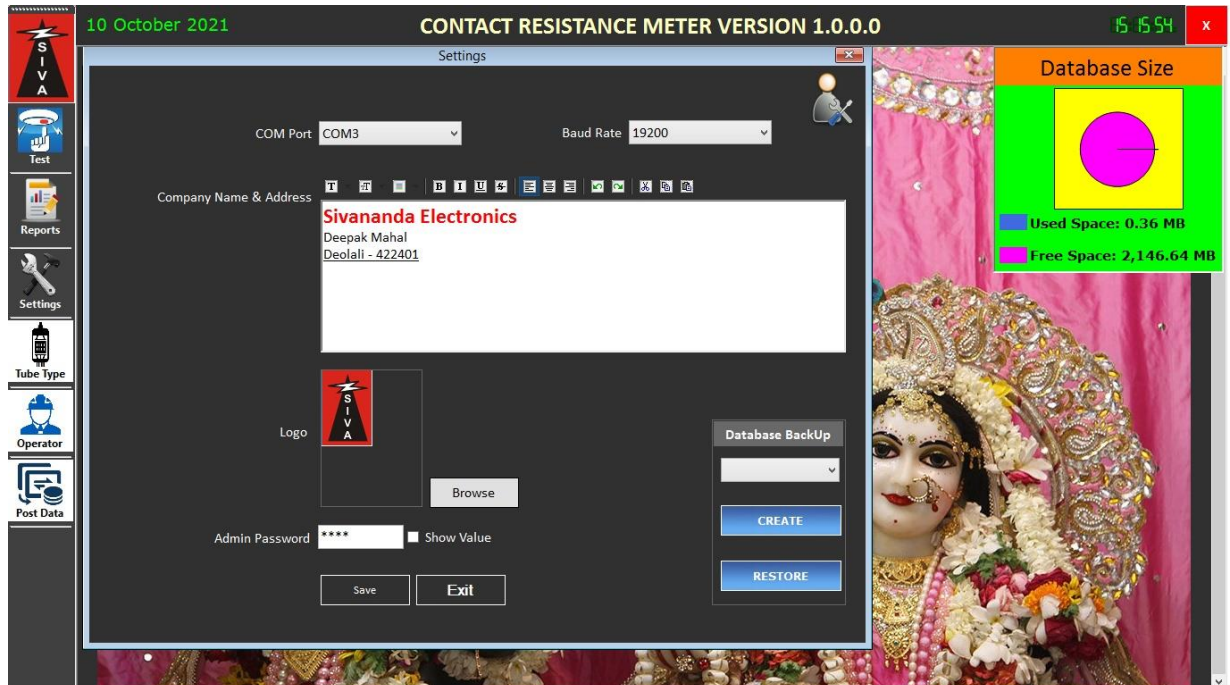 10 October 2021
CONTACT RESISTANCE METER VERSION 1.0.0.0
15:15:54
x
SIVA
Test
Reports
Settings
Tube Type
Operator
Post Data
Settings
COM Port
COM3
Baud Rate
19200
Company Name & Address
T T B I U S
Sivananda Electronics
Deepak Mahal
Deolali - 422401
Logo
SIVA
Browse
Admin Password
****
Show Value
Save
Exit
Database BackUp
CREATE
RESTORE
Database Size
Used Space: 0.36 MB
Free Space: 2,146.64 MB